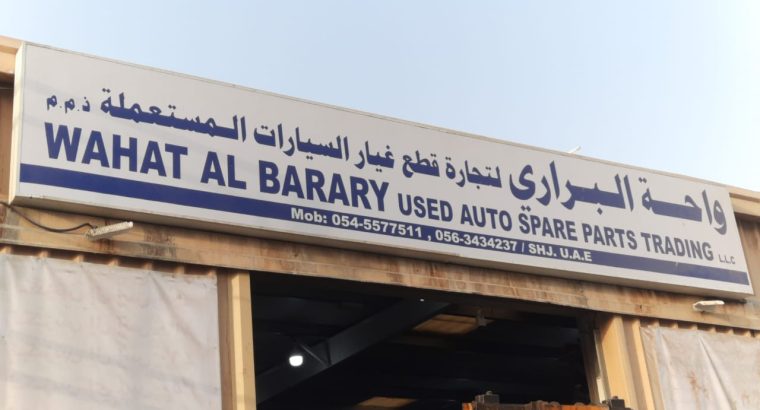 واحة البراري لتجارة قطع غيار السيارات المستعملة ذ.م.م
WAHAT AL BARARY USED AUTO SPARE PARTS TRADING L.L.C
Mob: 054-5577511 , 056-3434237 / SHJ. U.A.E